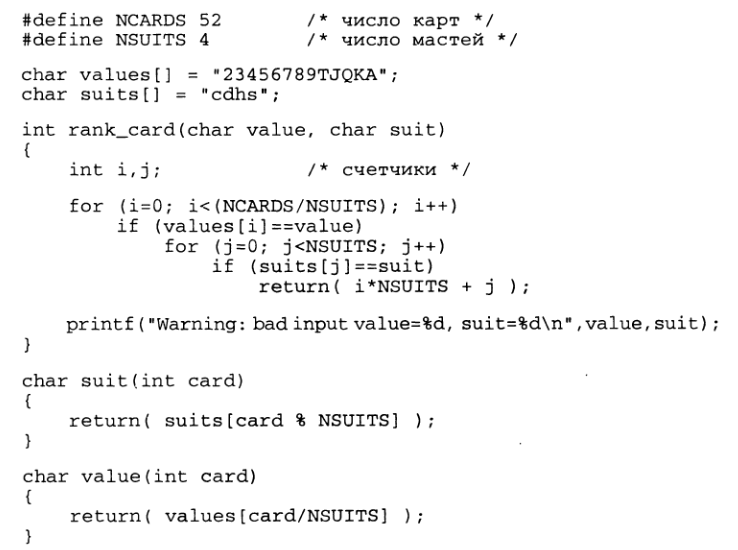 #define NCARDS 52 /* число карт */
#define NSUITS 4 /* число мастей */
char values[] = "23456789TJQKA";
char suits[] = "cdhs";
int rank_card(char value, char suit)
{
int i,j; /* счетчики */
for (i=0; i<(NCARDS/NSUITS); i++)
if (values[i]==value)
for (j=0; j<NSUITS; j++)
if (suits[j]==suit)
return( i*NSUITS + j );
printf("Warning: bad input value=%d, suit=%d\n",value,suit);
}
char suit(int card)
{
return( suits[card % NSUITS] );
}
char value(int card)
{
return( values[card/NSUITS] );
}